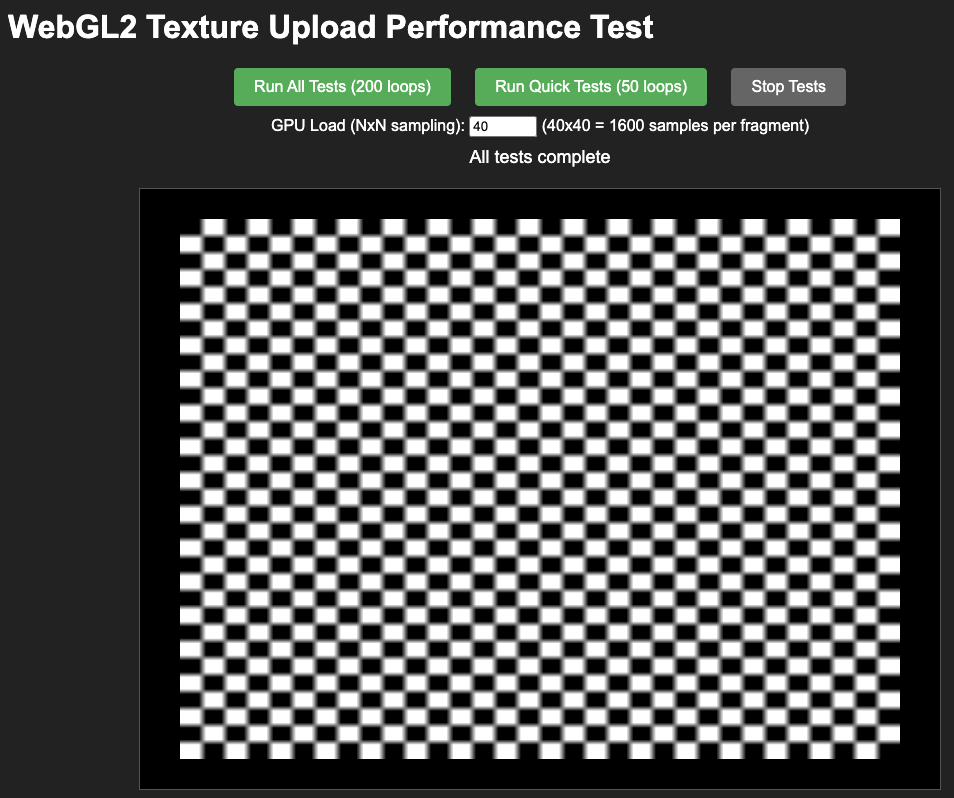 WebGL2 Texture Upload Performance Test
Run All Tests (200 loops) Run Quick Tests (50 loops) Stop Tests
GPU Load (NxN sampling): 40 (40x40 = 1600 samples per fragment)
All tests complete